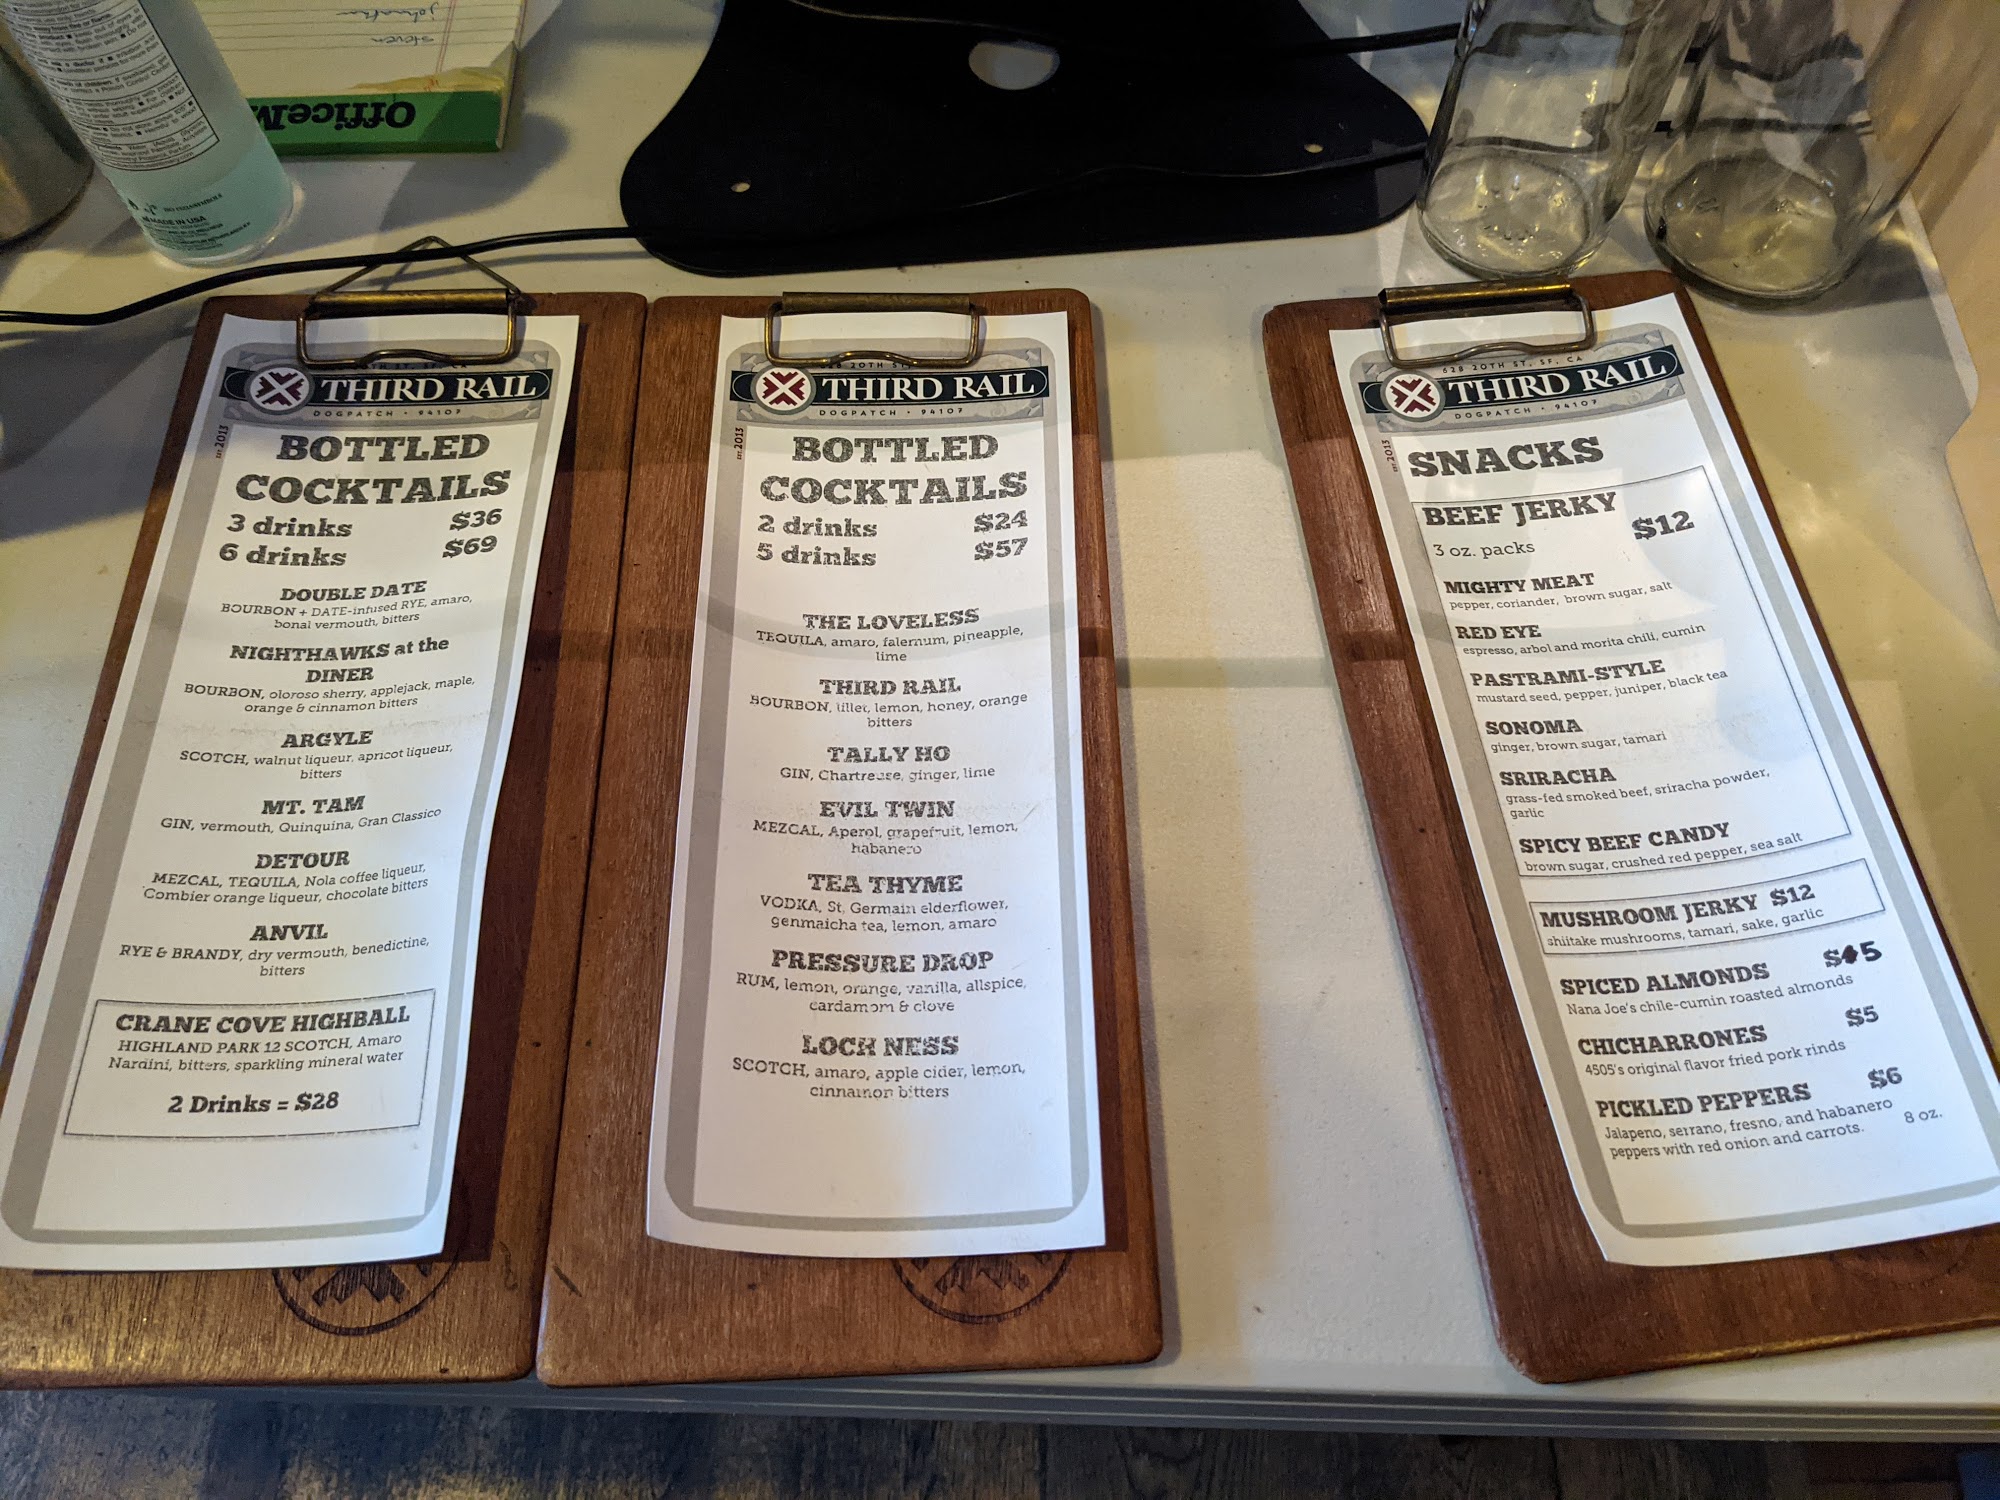 OfficeM
johnathan
steven
MADE IN USA
THIRD RAIL
DOGPATCH • 94107
EST. 2013
BOTTLED
COCKTAILS
3 drinks $36
6 drinks $69
DOUBLE DATE
BOURBON + DATE-infused RYE, amaro,
bonal vermouth, bitters
NIGHTHAWKS at the
DINER
BOURBON, oloroso sherry, applejack, maple,
orange & cinnamon bitters
ARGYLE
SCOTCH, walnut liqueur, apricot liqueur,
bitters
MT. TAM
GIN, vermouth, Quinquina, Gran Classico
DETOUR
MEZCAL, TEQUILA, Nola coffee liqueur,
Combier orange liqueur, chocolate bitters
ANVIL
RYE & BRANDY, dry vermouth, benedictine,
bitters
CRANE COVE HIGHBALL
HIGHLAND PARK 12 SCOTCH, Amaro
Nardini, bitters, sparkling mineral water
2 Drinks = $28
628 20TH ST.
THIRD RAIL
DOGPATCH • 94107
EST. 2013
BOTTLED
COCKTAILS
2 drinks $24
5 drinks $57
THE LOVELESS
TEQUILA, amaro, falernum, pineapple,
lime
THIRD RAIL
BOURBON, lillet, lemon, honey, orange
bitters
TALLY HO
GIN, Chartreuse, ginger, lime
EVIL TWIN
MEZCAL, Aperol, grapefruit, lemon,
habanero
TEA THYME
VODKA, St. Germain elderflower,
genmaicha tea, lemon, amaro
PRESSURE DROP
RUM, lemon, orange, vanilla, allspice,
cardamom & clove
LOCH NESS
SCOTCH, amaro, apple cider, lemon,
cinnamon bitters
628 20TH ST. SF, CA
THIRD RAIL
DOGPATCH • 94107
EST. 2013
SNACKS
BEEF JERKY $12
3 oz. packs
MIGHTY MEAT
pepper, coriander, brown sugar, salt
RED EYE
espresso, arbol and morita chili, cumin
PASTRAMI-STYLE
mustard seed, pepper, juniper, black tea
SONOMA
ginger, brown sugar, tamari
SRIRACHA
grass-fed smoked beef, sriracha powder,
garlic
SPICY BEEF CANDY
brown sugar, crushed red pepper, sea salt
MUSHROOM JERKY $12
shiitake mushrooms, tamari, sake, garlic
SPICED ALMONDS $5
Nana Joe's chile-cumin roasted almonds
CHICHARRONES $5
4505's original flavor fried pork rinds
PICKLED PEPPERS $6
Jalapeno, serrano, fresno, and habanero 8 oz.
peppers with red onion and carrots.